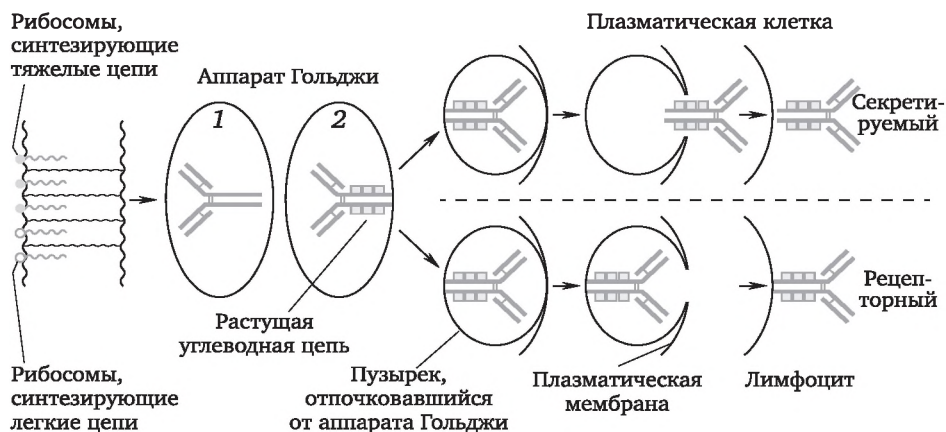 Рибосомы,
синтезирующие
тяжелые цепи
Аппарат Гольджи
1
2
Плазматическая клетка
Секрети-
руемый
Рецеп-
торный
Растущая
углеводная цепь
Рибосомы,
синтезирующие
легкие цепи
Пузырек,
отпочковавшийся
от аппарата Гольджи
Плазматическая
мембрана
Лимфоцит